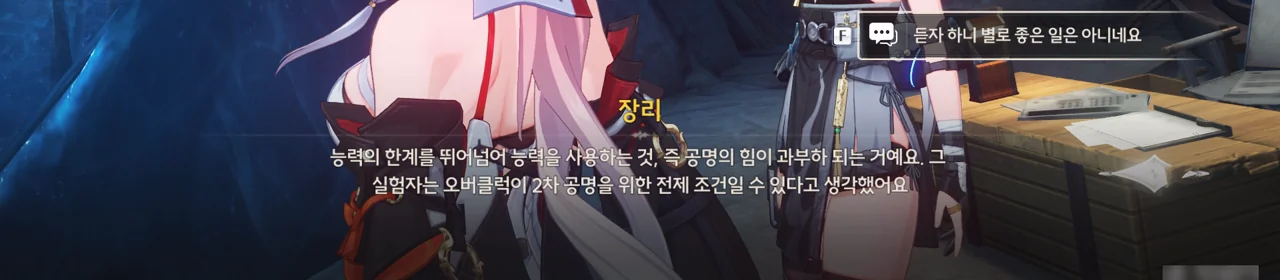 F
듣자 하니 별로 좋은 일은 아니네요
장리
능력의 한계를 뛰어넘어 능력을 사용하는 것, 즉 공명의 힘이 과부하 되는 거예요. 그
실험자는 오버클럭이 2차 공명을 위한 전제 조건일 수 있다고 생각했어요